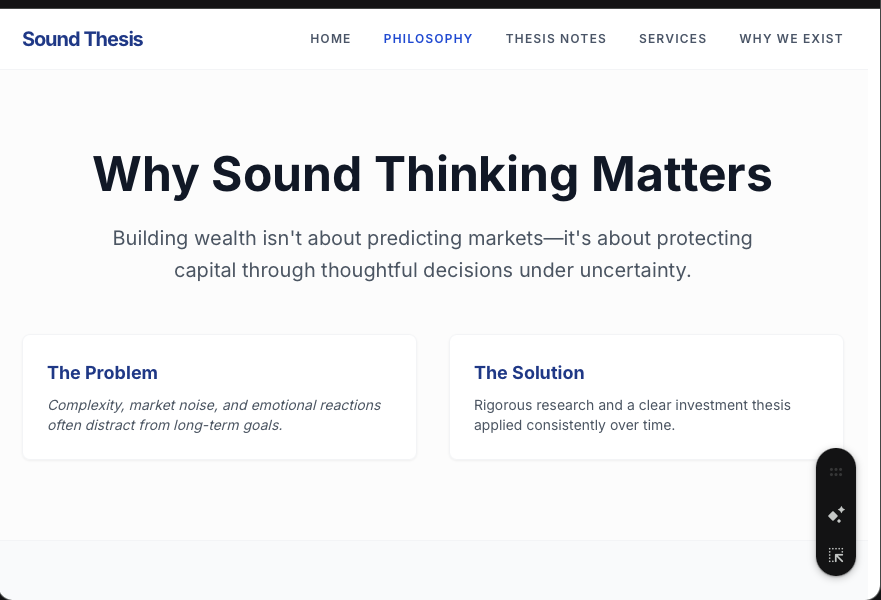 Sound Thesis
HOME
PHILOSOPHY
THESIS NOTES
SERVICES
WHY WE EXIST
Why Sound Thinking Matters
Building wealth isn't about predicting markets—it's about protecting
capital through thoughtful decisions under uncertainty.
The Problem
Complexity, market noise, and emotional reactions
often distract from long-term goals.
The Solution
Rigorous research and a clear investment thesis
applied consistently over time.